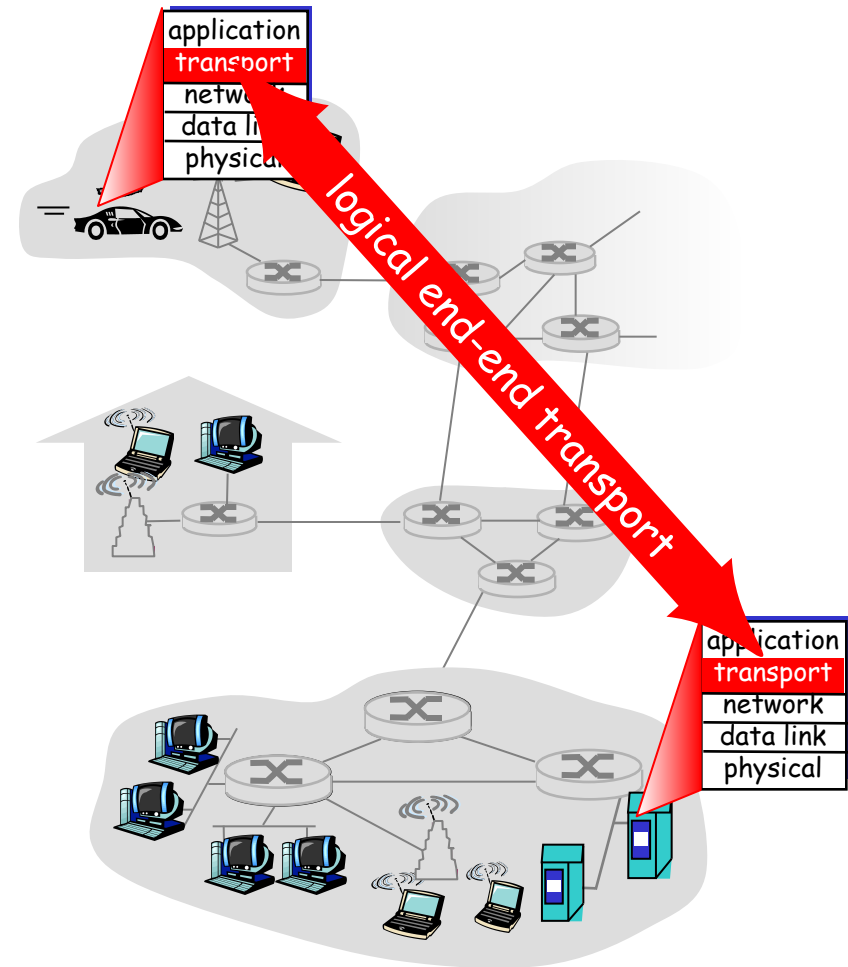 application
transport
network
data link
physical
logical end-end transport
application
transport
network
data link
physical